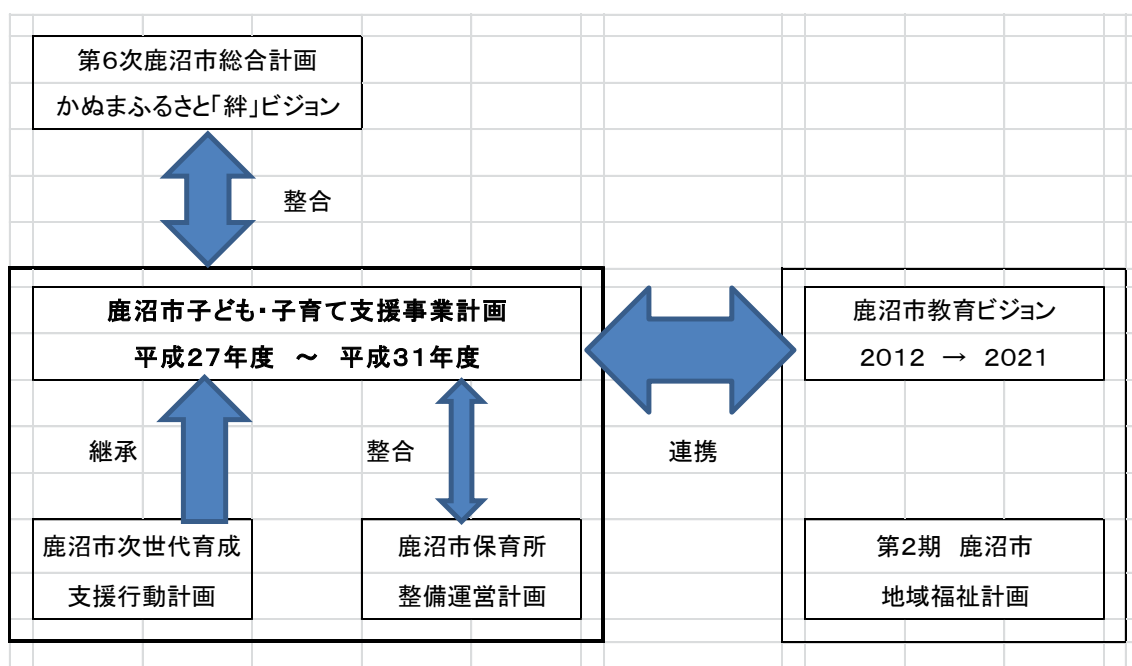 第6次鹿沼市総合計画
かぬまふるさと「絆」ビジョン
整合
鹿沼市子ども・子育て支援事業計画
平成27年度 ～ 平成31年度
鹿沼市教育ビジョン
2012 → 2021
継承
整合
連携
鹿沼市次世代育成
支援行動計画
鹿沼市保育所
整備運営計画
第2期 鹿沼市
地域福祉計画